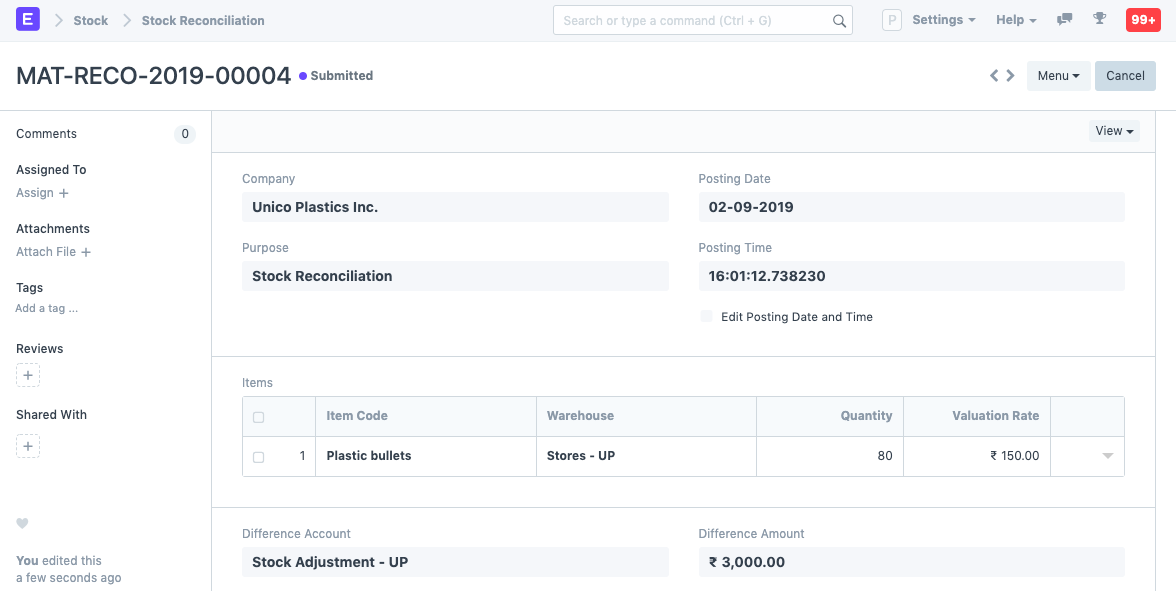 E Stock Stock Reconciliation Search or type a command (Ctrl + G) P Settings Help 99+
MAT-RECO-2019-00004 Submitted Menu Cancel
Comments 0
Assigned To
Assign +
Attachments
Attach File +
Tags
Add a tag ...
Reviews
+
Shared With
+
You edited this
a few seconds ago
View
Company Posting Date
Unico Plastics Inc. 02-09-2019
Purpose Posting Time
Stock Reconciliation 16:01:12.738230
Edit Posting Date and Time
Items
Item Code Warehouse Quantity Valuation Rate
1 Plastic bullets Stores - UP 80 ₹ 150.00
Difference Account Difference Amount
Stock Adjustment - UP ₹ 3,000.00